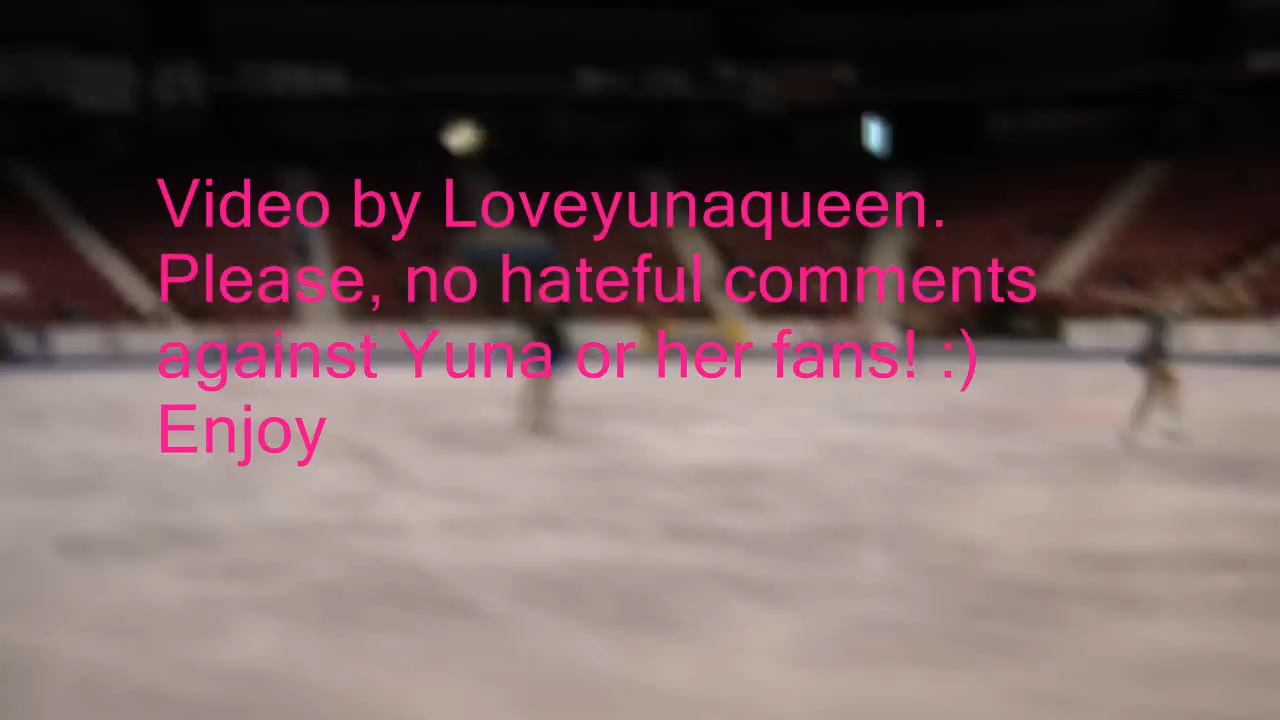 Video by Loveyunaqueen.
Please, no hateful comments
against Yuna or her fans! :)
Enjoy